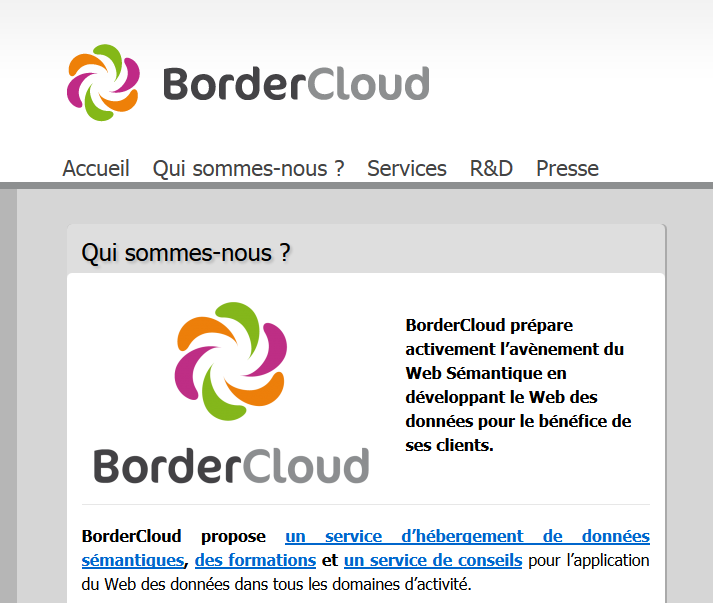 BorderCloud
Accueil Qui sommes-nous ? Services R&D Presse
Qui sommes-nous ?
BorderCloud
BorderCloud prépare
activement l’avènement du
Web Sémantique en
développant le Web des
données pour le bénéfice de
ses clients.
BorderCloud propose un service d’hébergement de données
sémantiques, des formations et un service de conseils pour l’application
du Web des données dans tous les domaines d’activité.